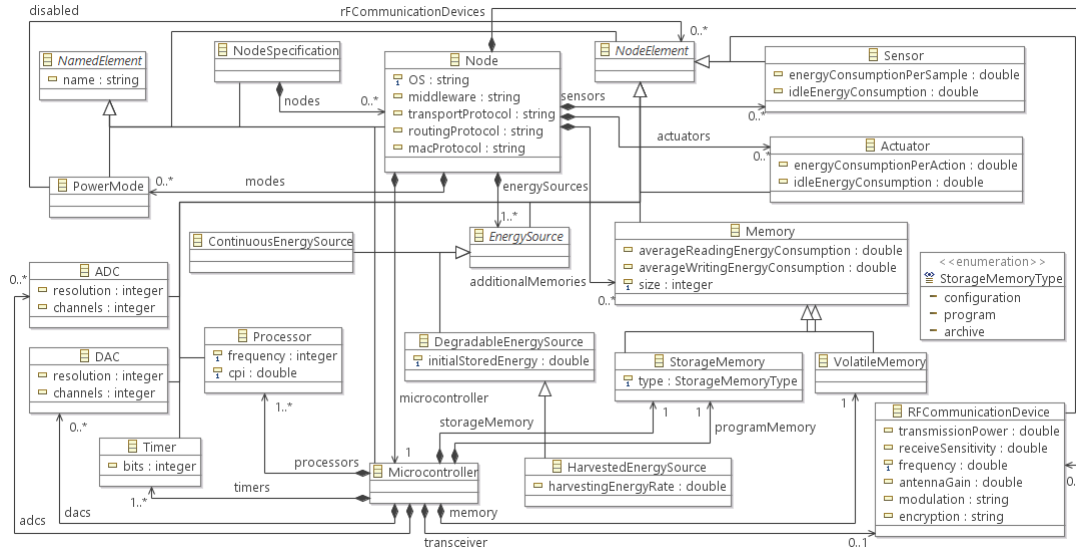 disabled
rFCommunicationDevices
0..*
NamedElement
name : string
NodeSpecification
nodes
0..*
Node
OS : string
middleware : string
transportProtocol : string
routingProtocol : string
macProtocol : string
NodeElement
sensors
0..*
Sensor
energyConsumptionPerSample : double
idleEnergyConsumption : double
actuators
0..*
Actuator
energyConsumptionPerAction : double
idleEnergyConsumption : double
PowerMode
0..*
modes
energySources
1..*
ContinuousEnergySource
EnergySource
additionalMemories
0..*
Memory
averageReadingEnergyConsumption : double
averageWritingEnergyConsumption : double
size : integer
<<enumeration>>
StorageMemoryType
configuration
program
archive
0..*
ADC
resolution : integer
channels : integer
DAC
resolution : integer
channels : integer
0..*
Processor
frequency : integer
cpi : double
1..*
DegradableEnergySource
initialStoredEnergy : double
StorageMemory
type : StorageMemoryType
VolatileMemory
microcontroller
1
1
1
1
storageMemory
programMemory
Timer
bits : integer
1..*
processors
timers
Microcontroller
HarvestedEnergySource
harvestingEnergyRate : double
RFCommunicationDevice
transmissionPower : double
receiveSensitivity : double
frequency : double
antennaGain : double
modulation : string
encryption : string
adcs
dacs
memory
transceiver
0..1